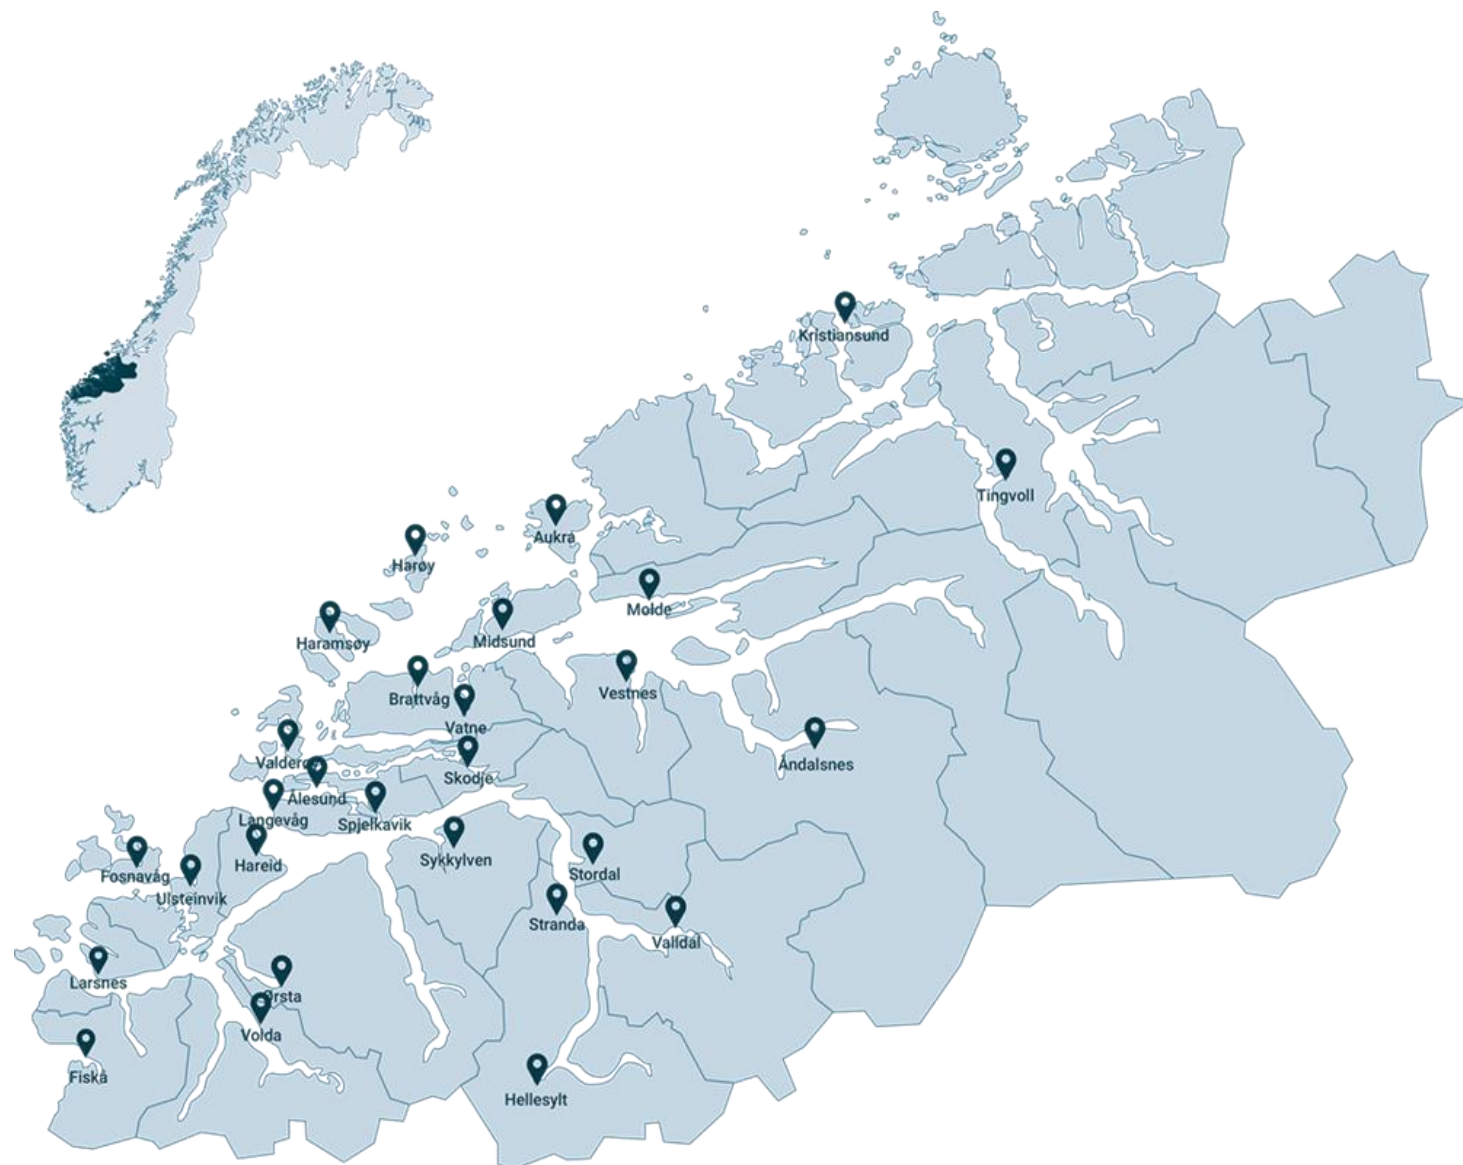 Kristiansund
Tingvoll
Aukra
Harøy
Molde
Haramsøy
Midsund
Vestnes
Brattvåg
Vatne
Valderøy
Åndalsnes
Skodje
Ålesund
Langevåg
Spjelkavik
Sykkylven
Hareid
Fosnavåg
Stordal
Ulsteinvik
Stranda
Valldal
Larsnes
Ørsta
Volda
Fiskå
Hellesylt